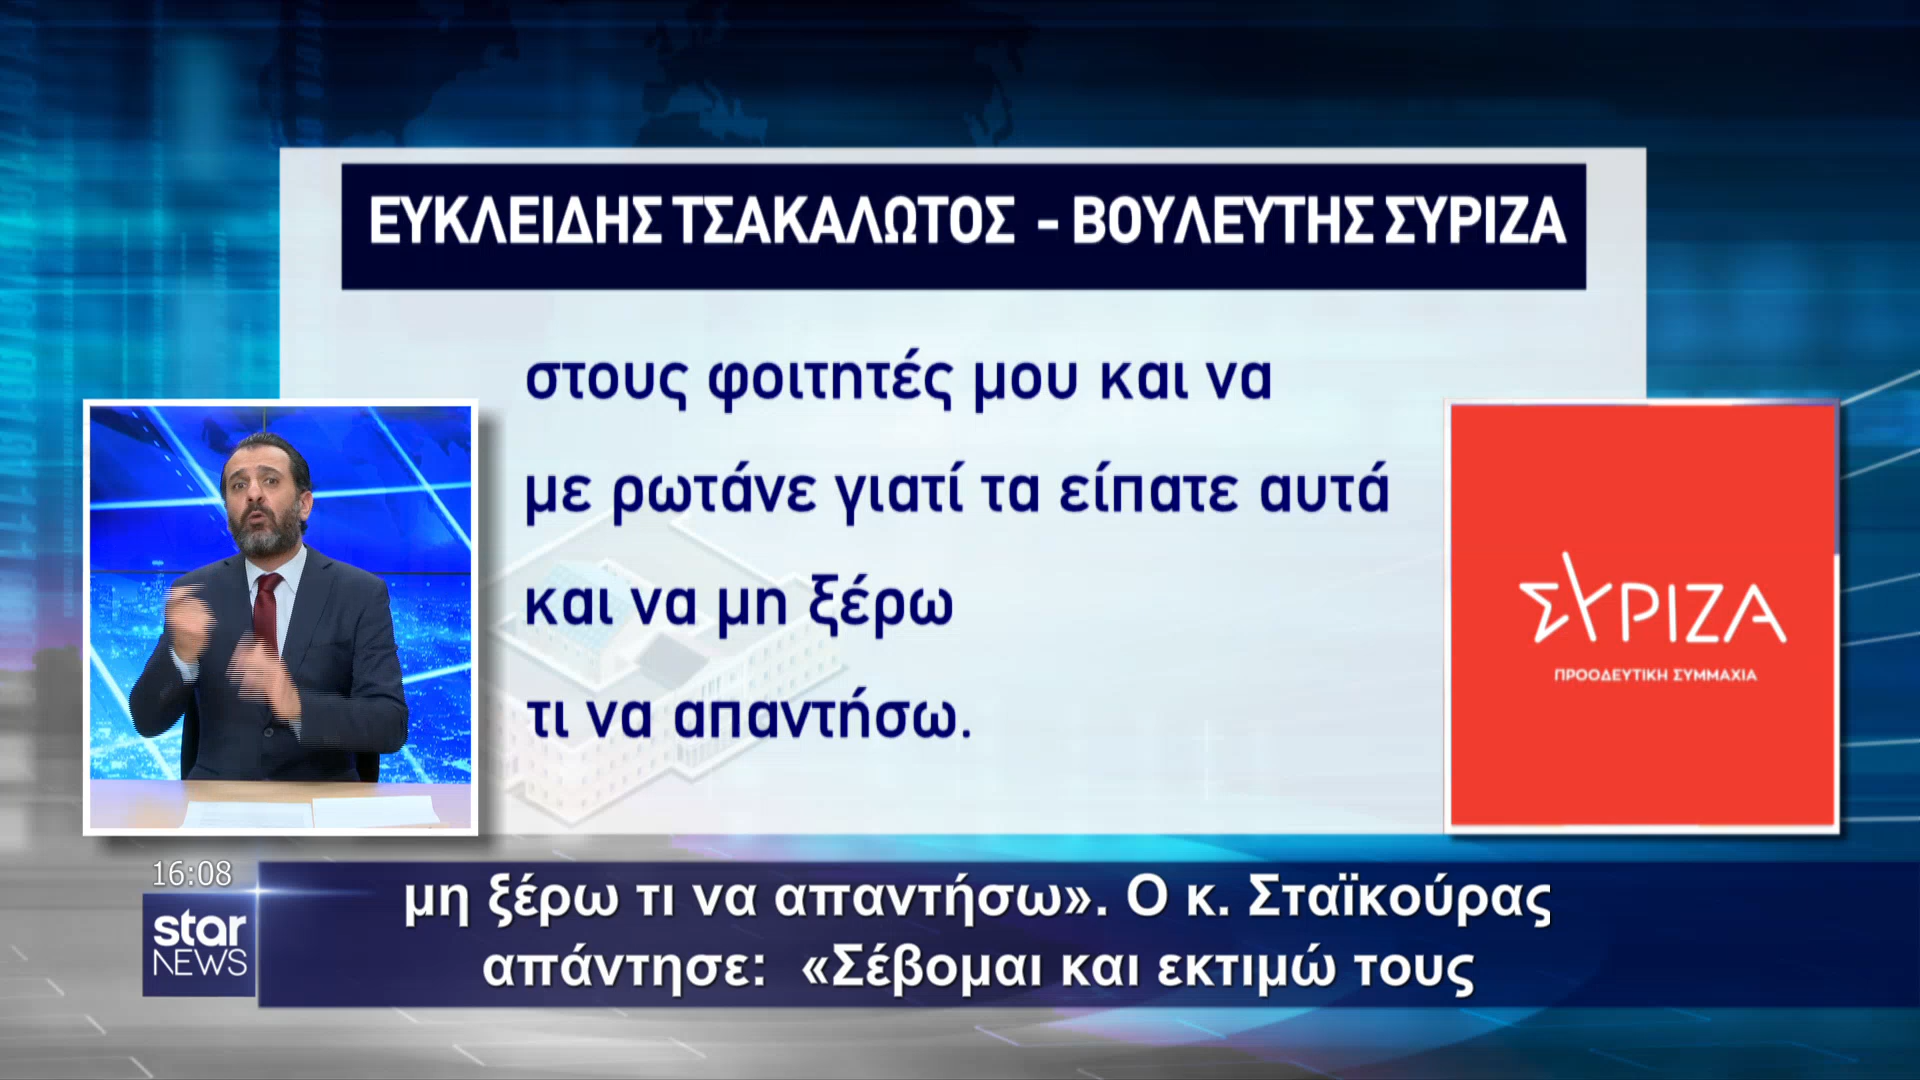 ΕΥΚΛΕΙΔΗΣ ΤΣΑΚΑΛΩΤΟΣ - ΒΟΥΛΕΥΤΗΣ ΣΥΡΙΖΑ
στους φοιτητές μου και να
με ρωτάνε γιατί τα είπατε αυτά
και να μη ξέρω
τι να απαντήσω.
ΣΥΡΙΖΑ
ΠΡΟΟΔΕΥΤΙΚΗ ΣΥΜΜΑΧΙΑ
16:08
star
NEWS
μη ξέρω τι να απαντήσω». Ο κ. Σταϊκούρας
απάντησε: «Σέβομαι και εκτιμώ τους